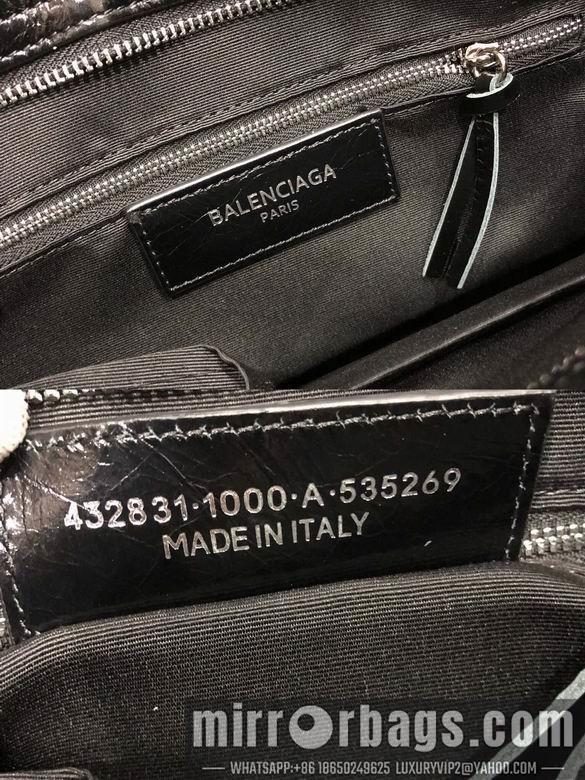 BALENCIAGA
PARIS
432831·1000·A·535269
MADE IN ITALY
mirrorbags.com
WHATSAPP:+86 18650249625 LUXURYVIP2@YAHOO.COM